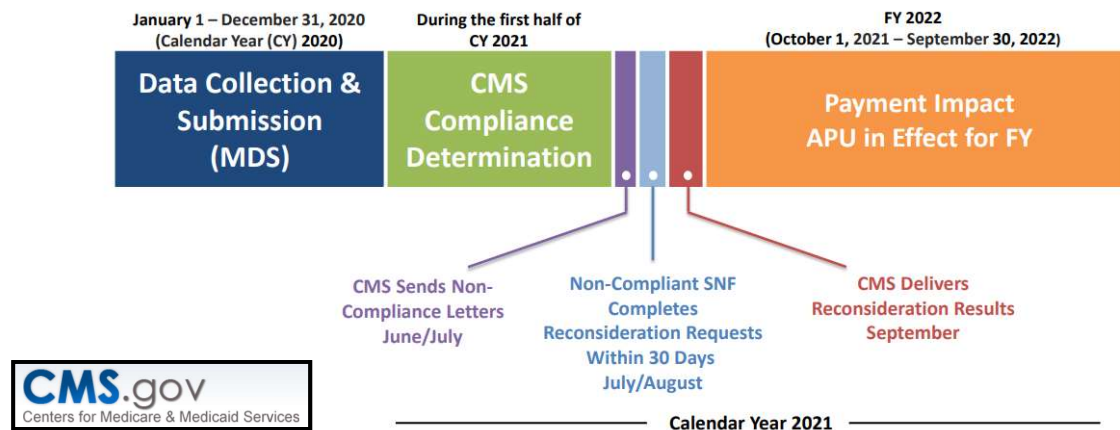 January 1 – December 31, 2020
(Calendar Year (CY) 2020)
During the first half of
CY 2021
FY 2022
(October 1, 2021 – September 30, 2022)
Data Collection &
Submission
(MDS)
CMS
Compliance
Determination
Payment Impact
APU in Effect for FY
CMS Sends Non-
Compliance Letters
June/July
Non-Compliant SNF
Completes
Reconsideration Requests
Within 30 Days
July/August
CMS Delivers
Reconsideration Results
September
CMS.gov
Centers for Medicare & Medicaid Services
Calendar Year 2021